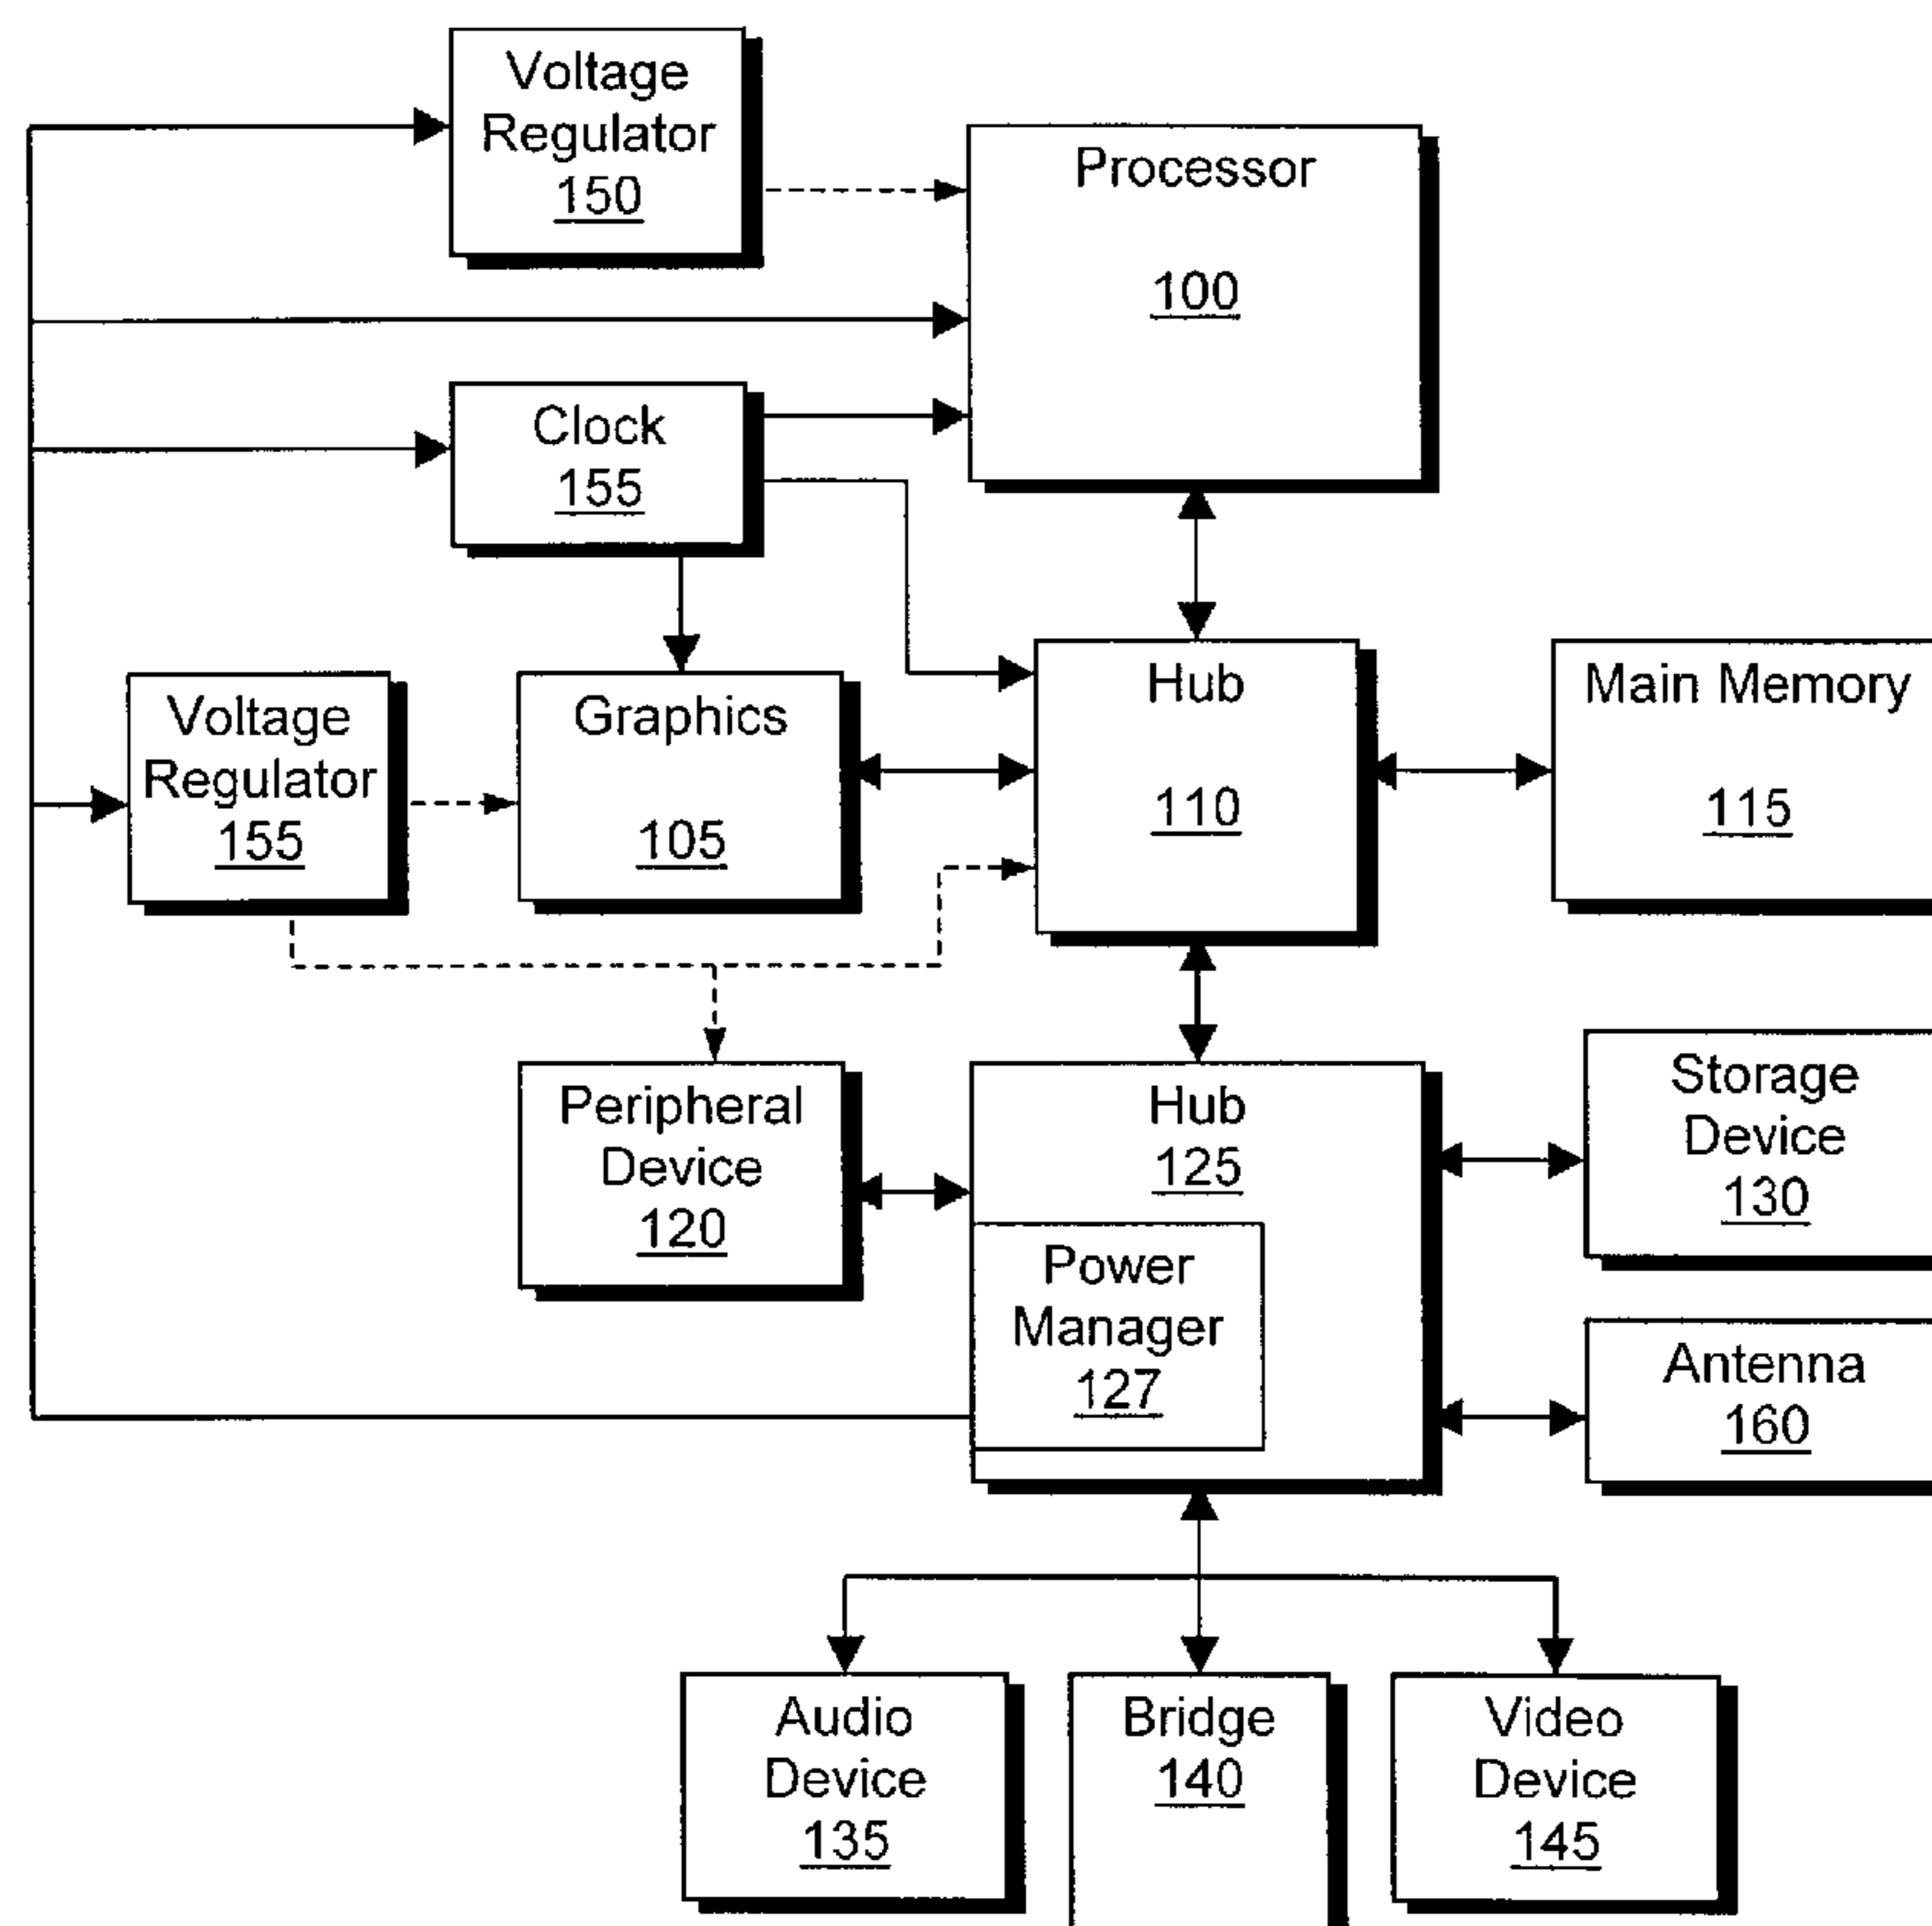 Voltage
Regulator
150
Processor
100
Clock
155
Voltage
Regulator
155
Graphics
105
Hub
110
Main Memory
115
Peripheral
Device
120
Hub
125
Power
Manager
127
Storage
Device
130
Antenna
160
Audio
Device
135
Bridge
140
Video
Device
145